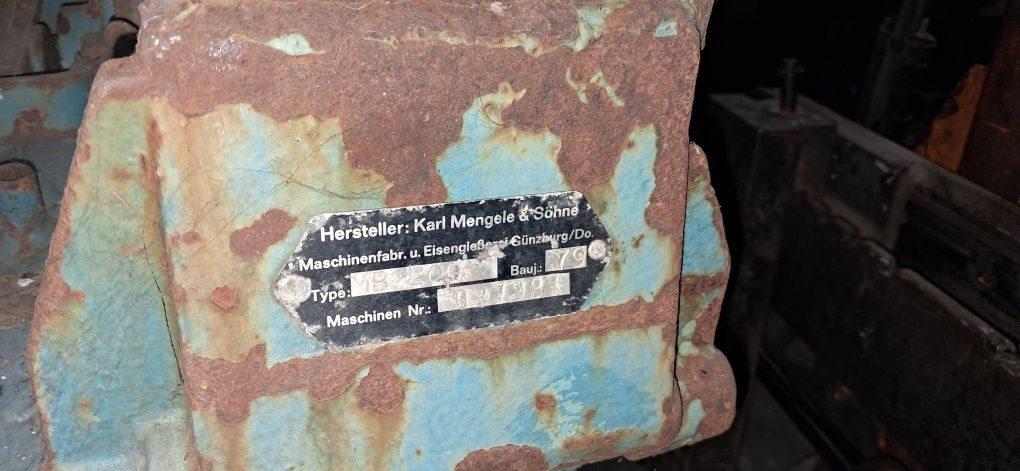 Hersteller: Karl Mengele & Söhne
Maschinenfabr. u. Eisengießerei Günzburg/Do.
Type: MB 200 Bauj.: 79
Maschinen Nr.: